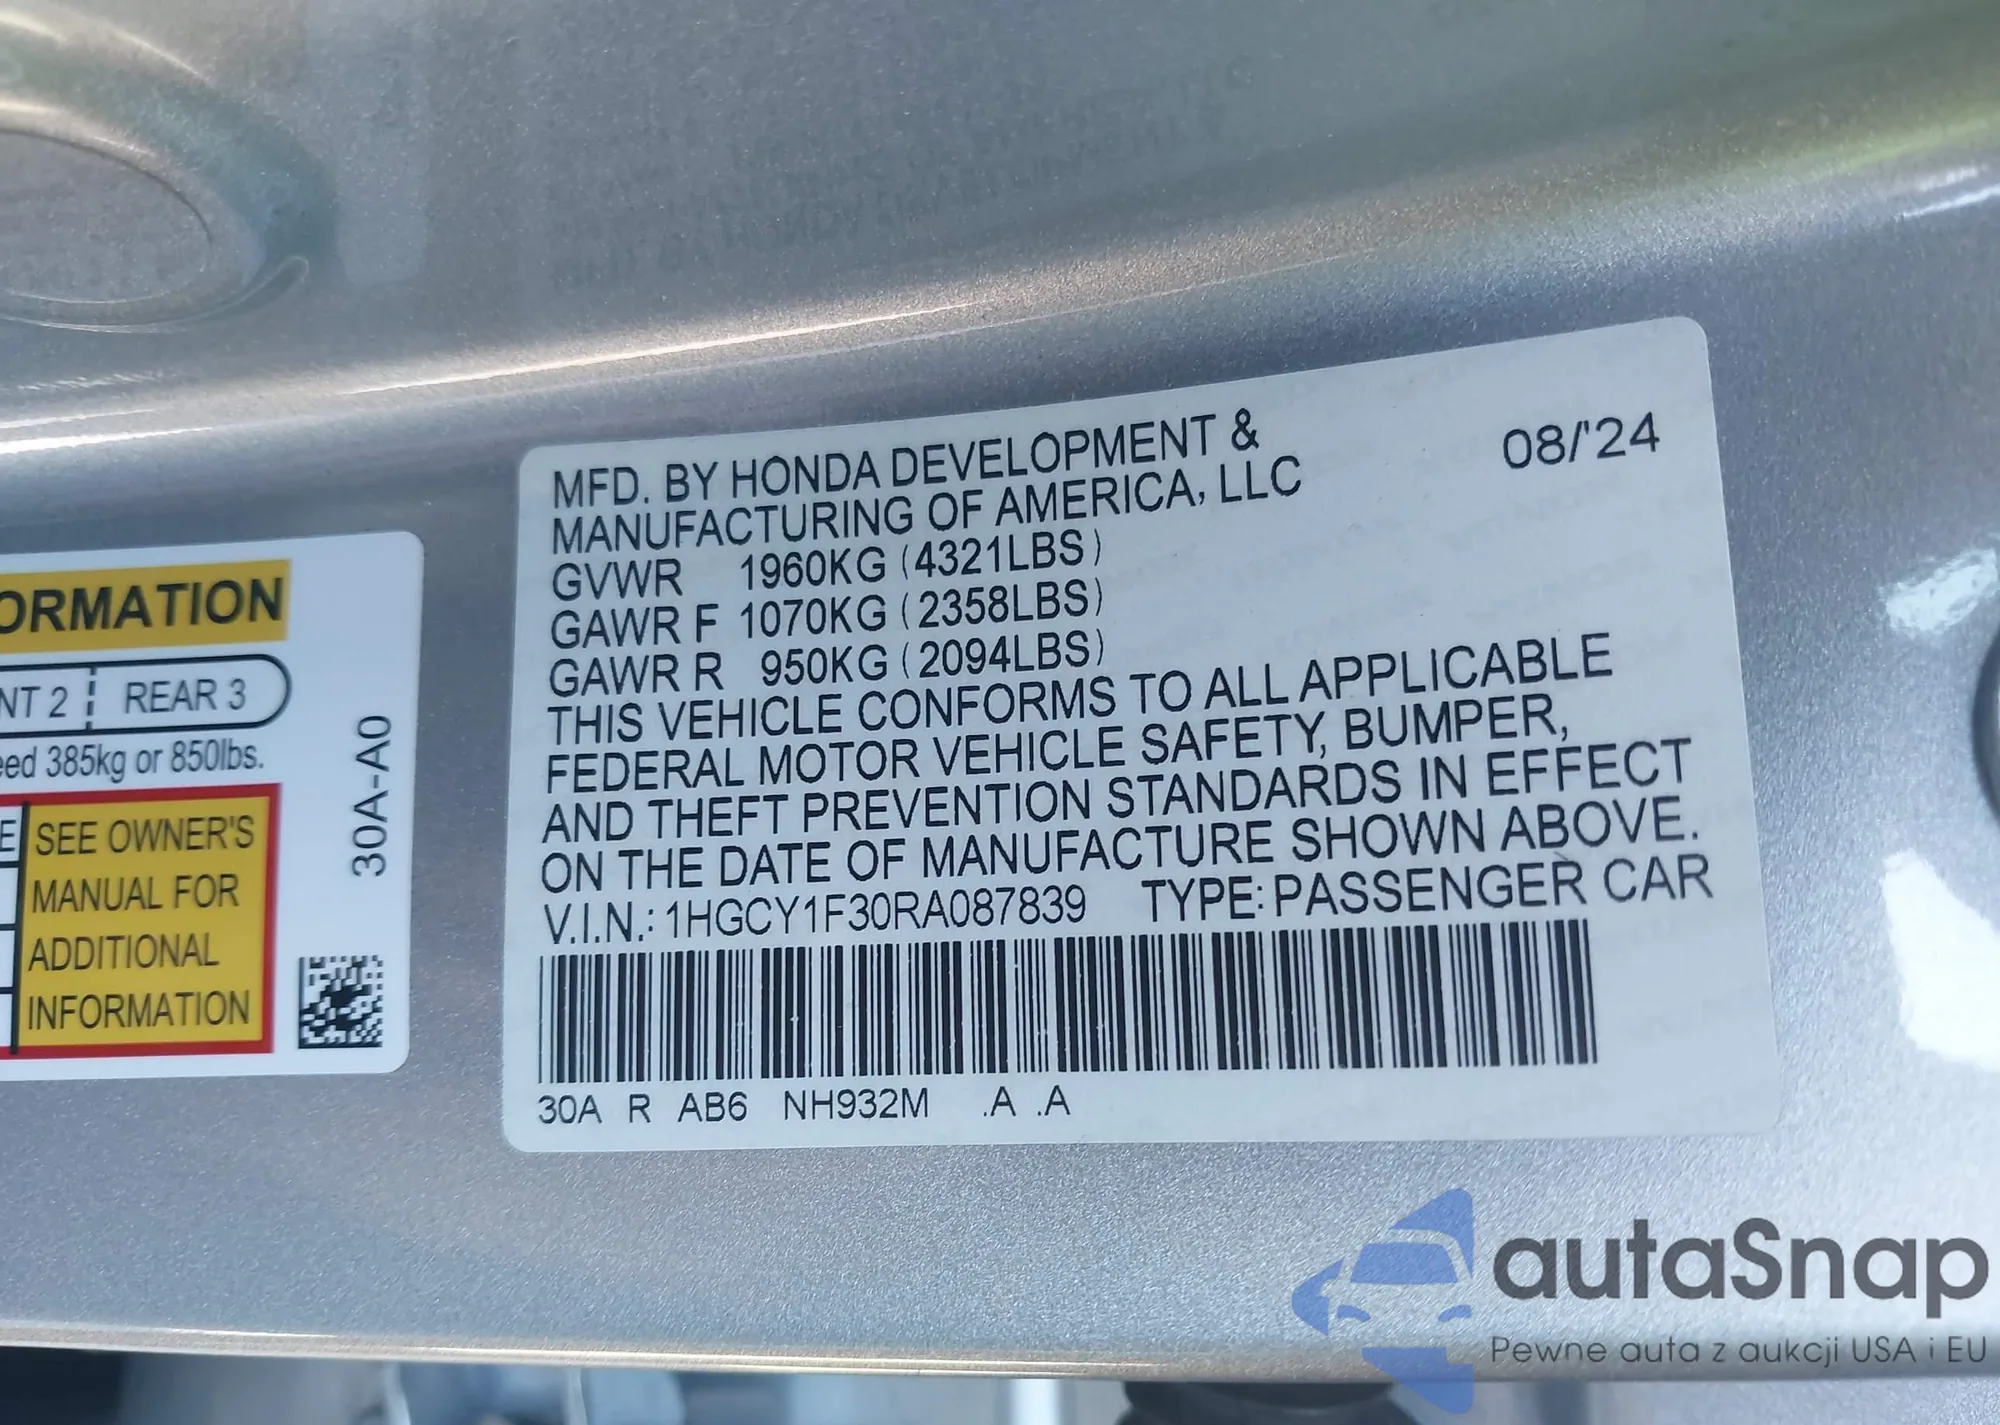 ORMATION
NT 2 REAR 3
eed 385kg or 850lbs.
E
SEE OWNER'S
MANUAL FOR
ADDITIONAL
INFORMATION
30A-A0
MFD. BY HONDA DEVELOPMENT &
MANUFACTURING OF AMERICA, LLC
08/'24
GVWR 1960KG (4321LBS)
GAWR F 1070KG (2358LBS)
GAWR R 950KG (2094LBS)
THIS VEHICLE CONFORMS TO ALL APPLICABLE
FEDERAL MOTOR VEHICLE SAFETY, BUMPER,
AND THEFT PREVENTION STANDARDS IN EFFECT
ON THE DATE OF MANUFACTURE SHOWN ABOVE.
V.I.N.: 1HGCY1F30RA087839 TYPE: PASSENGER CAR
30A R AB6 NH932M .A .A
autaSnap
Pewne auta z aukcji USA i EU